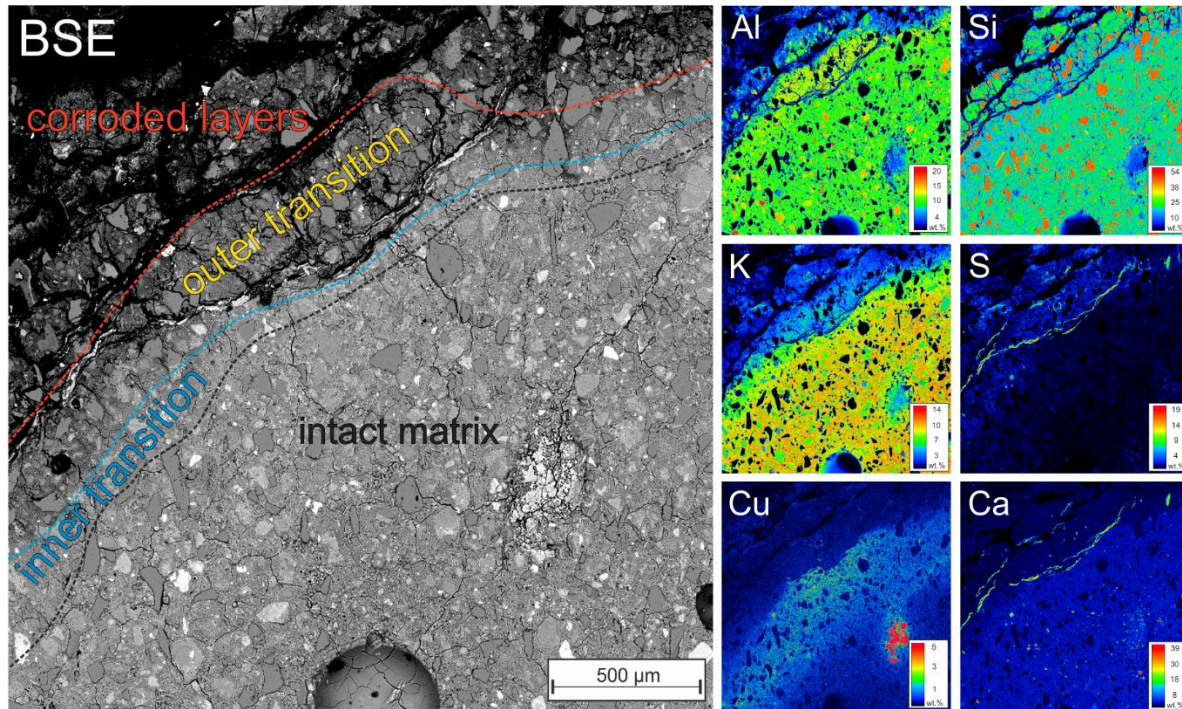 BSE
corroded layers
outer transition
inner transition
intact matrix
500 µm
Al
20
15
10
4
wt.%
Si
54
38
25
10
wt.%
K
14
10
7
3
wt.%
S
19
14
9
4
wt.%
Cu
5
3
1
wt.%
Ca
39
30
18
8
wt.%